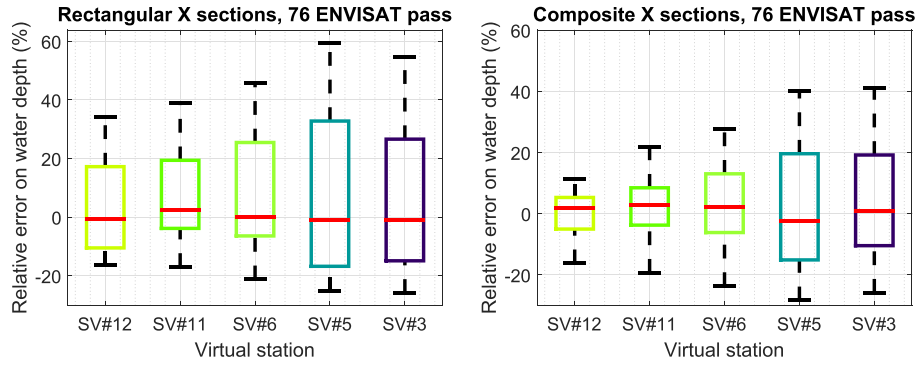 Rectangular X sections, 76 ENVISAT pass
Relative error on water depth (%)
60
40
20
0
-20
SV#12 SV#11 SV#6 SV#5 SV#3
Virtual station
Composite X sections, 76 ENVISAT pass
Relative error on water depth (%)
60
40
20
0
-20
SV#12 SV#11 SV#6 SV#5 SV#3
Virtual station